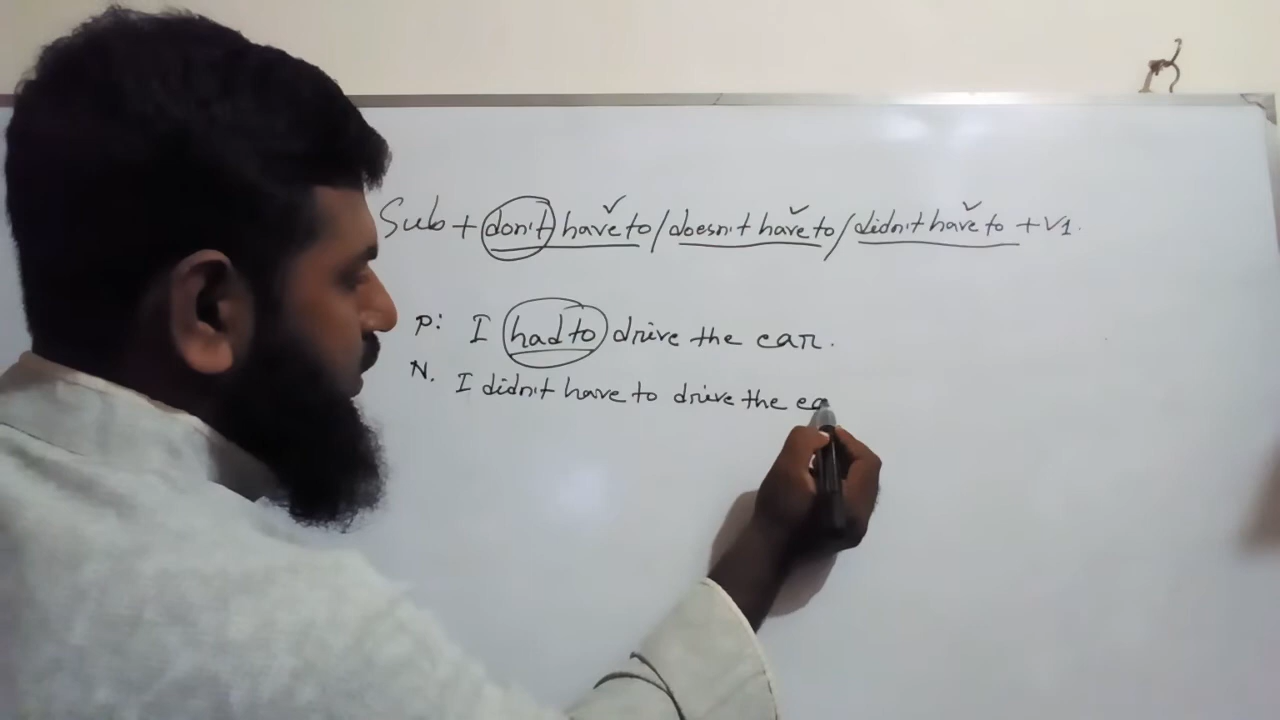 Sub + don't have to / doesn't have to / didn't have to + V1.
P: I had to drive the car.
N. I didn't have to drive the ca